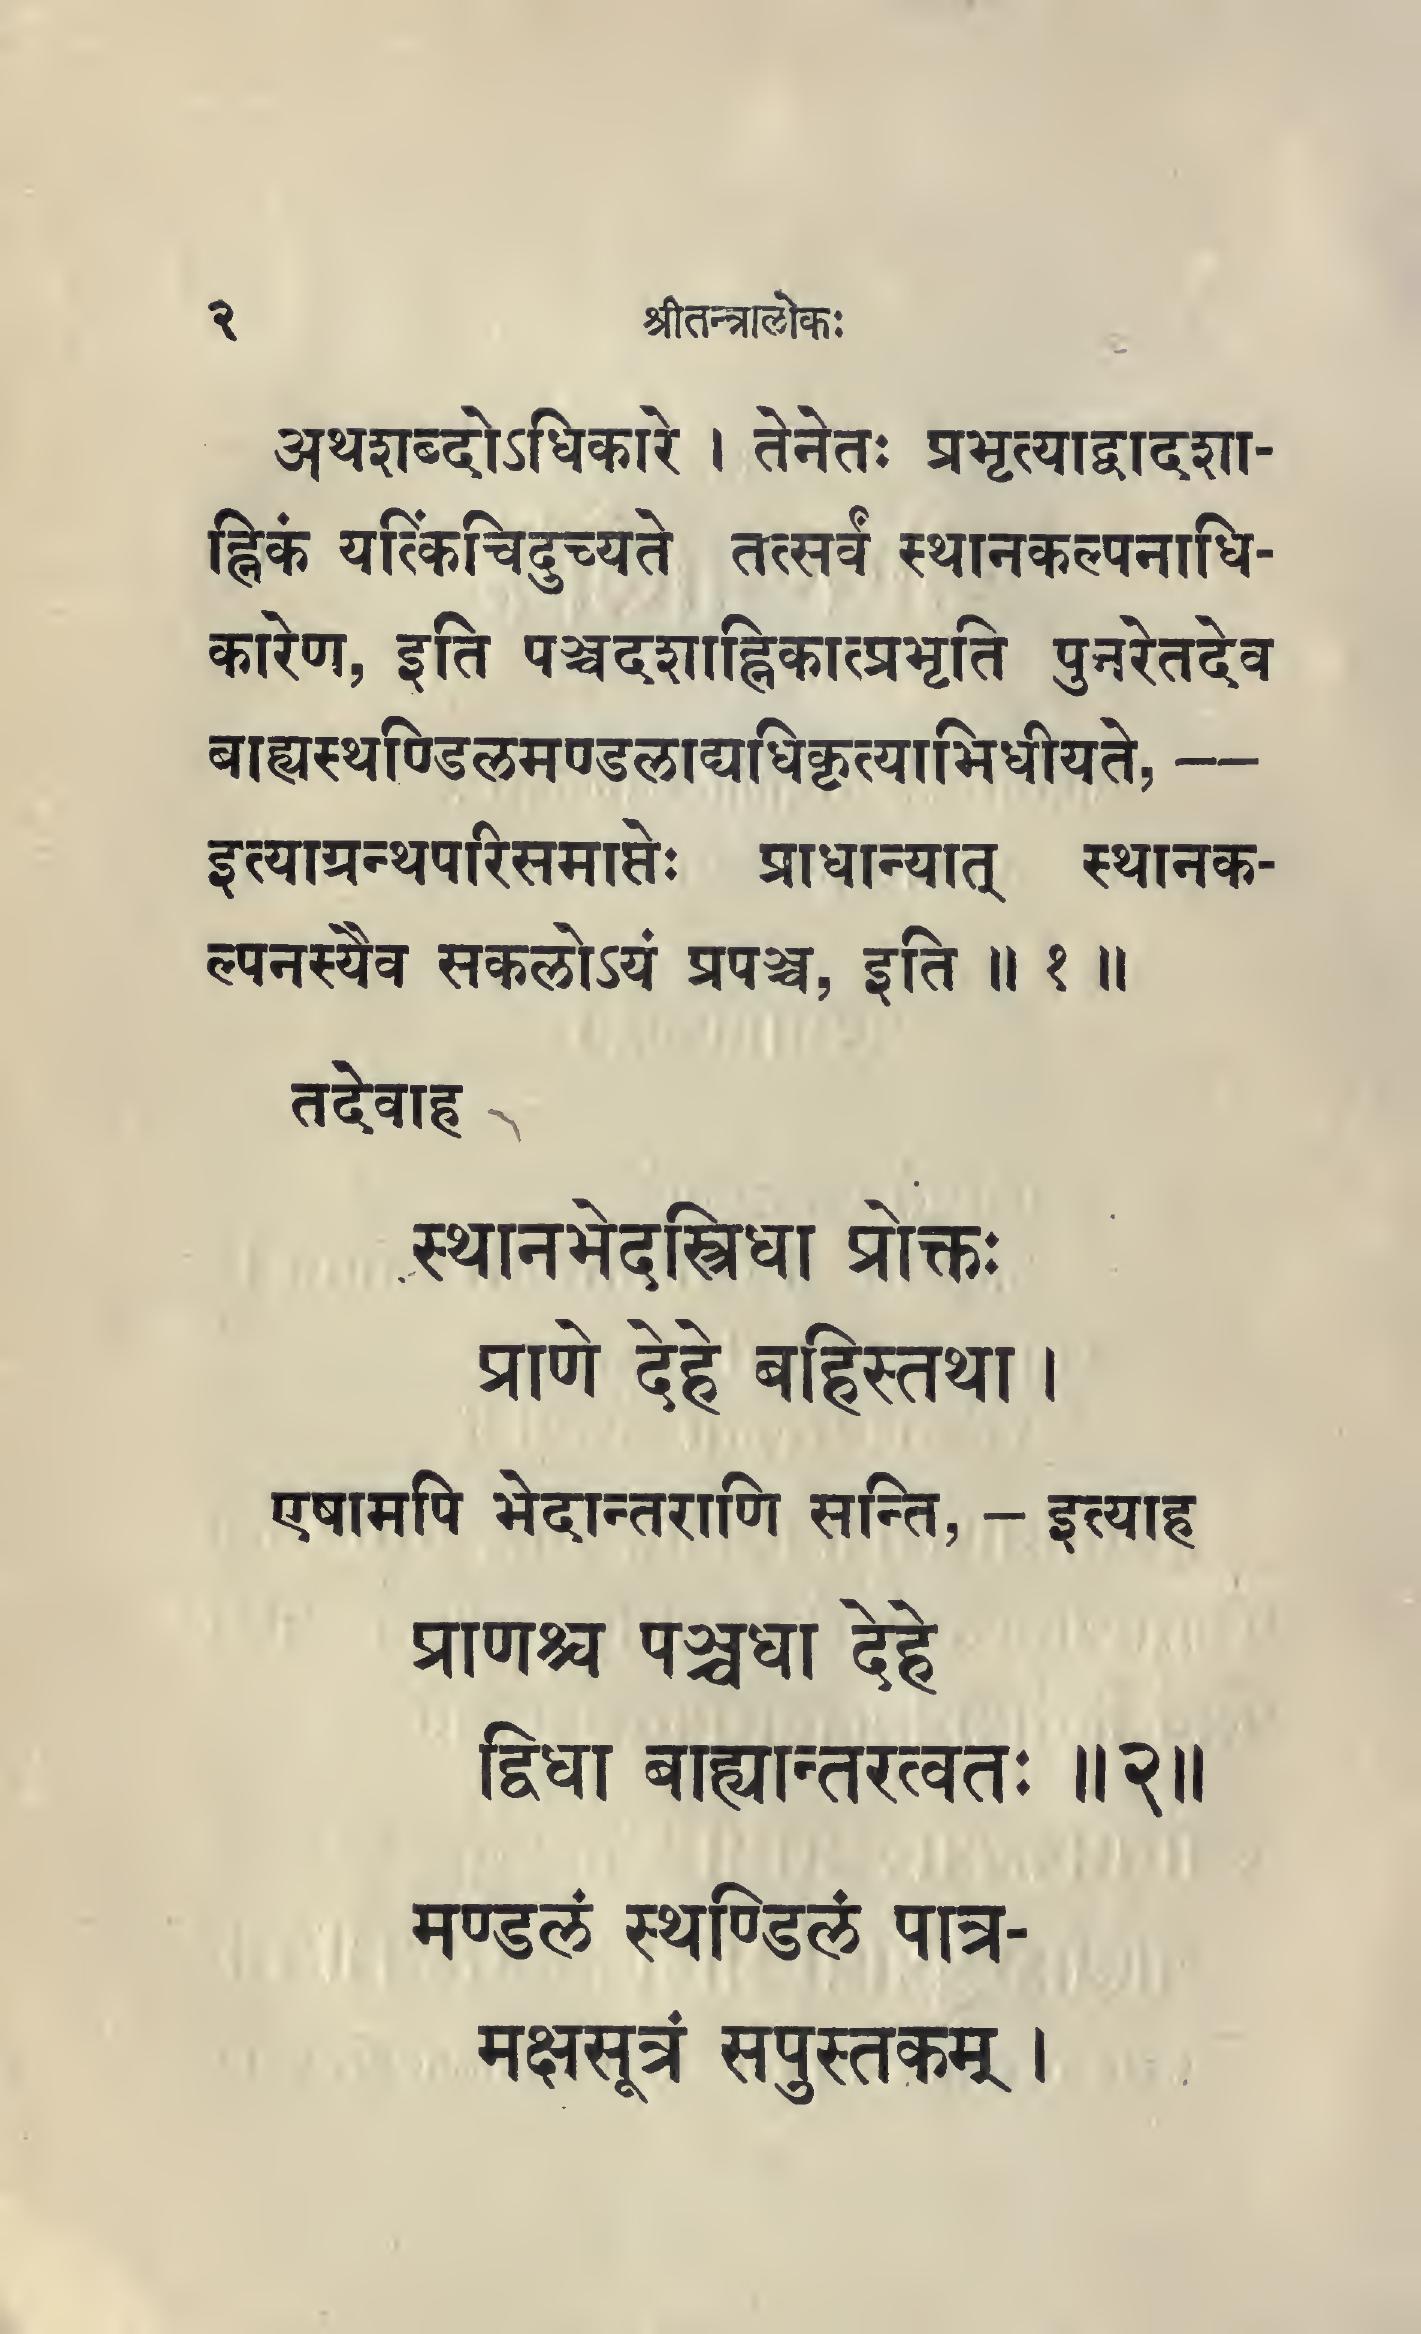 २ श्रीतन्त्रालोकः
अथशब्दोऽधिकारे । तेनेतः प्रभृत्याद्वादशा-
ह्निकं यत्किंचिदुच्यते तत्सर्वं स्थानकल्पनाधि-
कारेण, इति पञ्चदशाह्निकात्प्रभृति पुनरेतदेव
बाह्यस्थण्डिलमण्डलाद्यधिकृत्याभिधीयते, ––
इत्याग्रन्थपरिसमाप्तेः प्राधान्यात् स्थानक-
ल्पनस्यैव सकलोऽयं प्रपञ्च, इति ॥ १ ॥
तदेवाह
स्थानभेदस्त्रिधा प्रोक्तः
प्राणे देहे बहिस्तथा ।
एषामपि भेदान्तराणि सन्ति, – इत्याह
प्राणश्च पञ्चधा देहे
द्विधा बाह्यान्तरत्वतः ॥२॥
मण्डलं स्थण्डिलं पात्र-
मक्षसूत्रं सपुस्तकम् ।